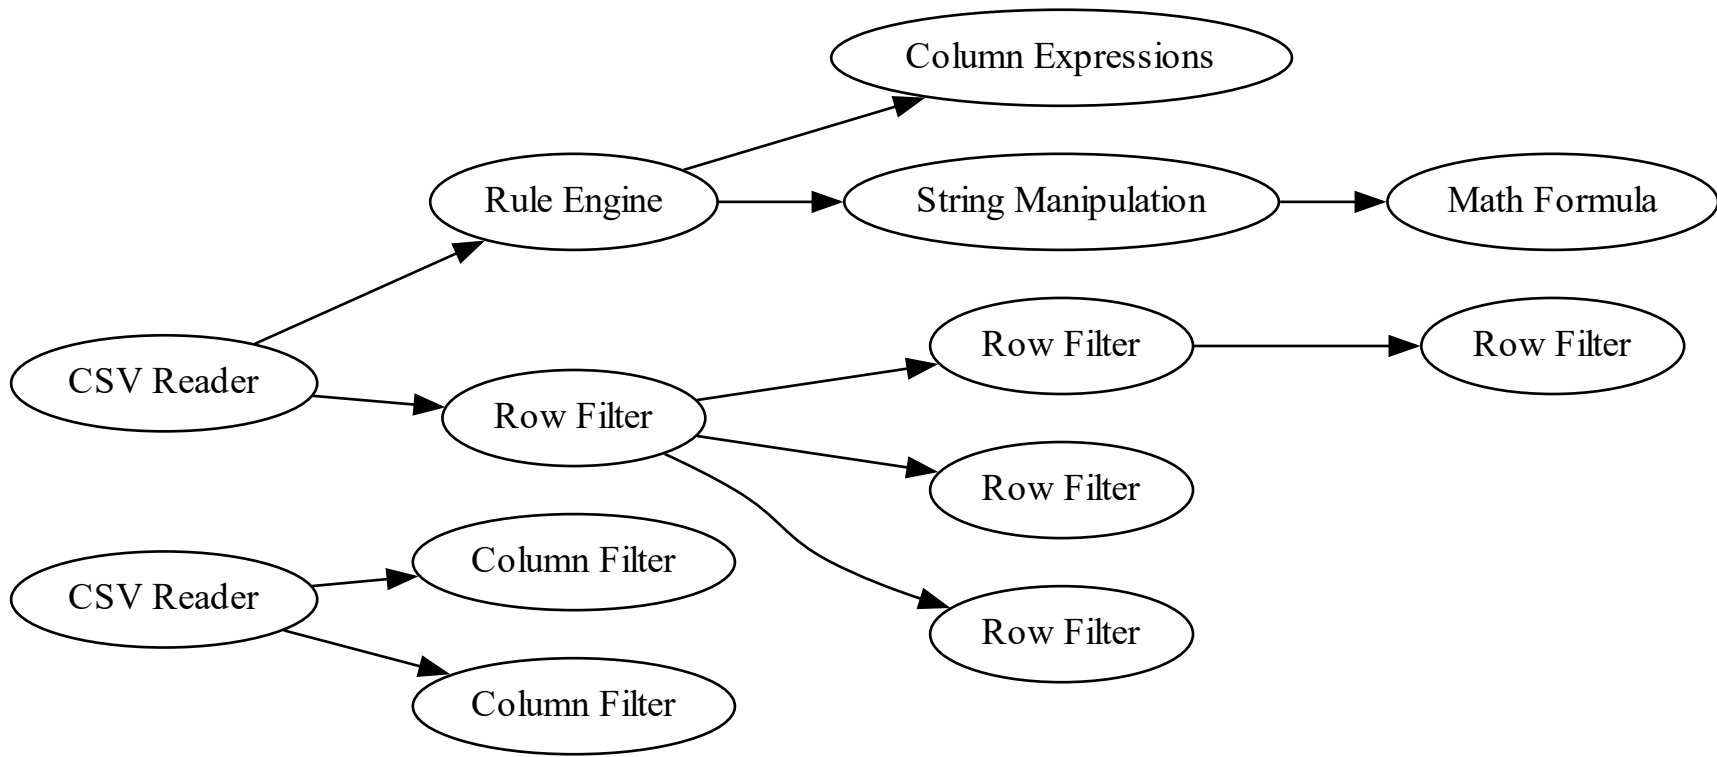 Column Expressions
Rule Engine
String Manipulation
Math Formula
CSV Reader
Row Filter
Row Filter
Row Filter
Row Filter
CSV Reader
Column Filter
Row Filter
Column Filter